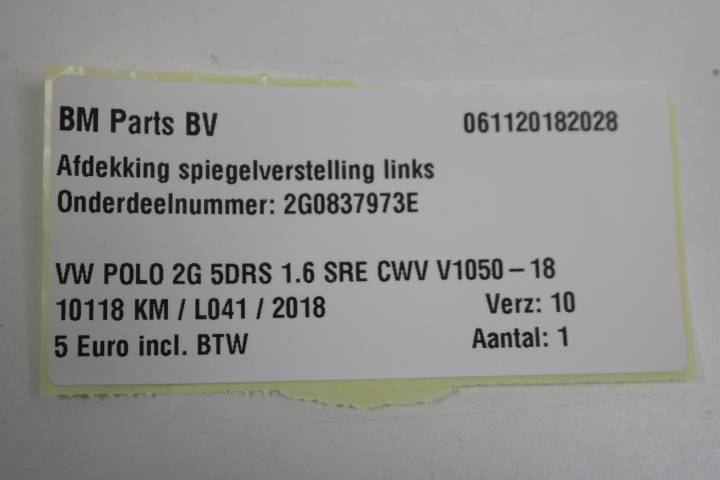 BM Parts BV 061120182028
Afdekking spiegelverstelling links
Onderdeelnummer: 2G0837973E
VW POLO 2G 5DRS 1.6 SRE CWV V1050 – 18
10118 KM / L041 / 2018 Verz: 10
5 Euro incl. BTW Aantal: 1